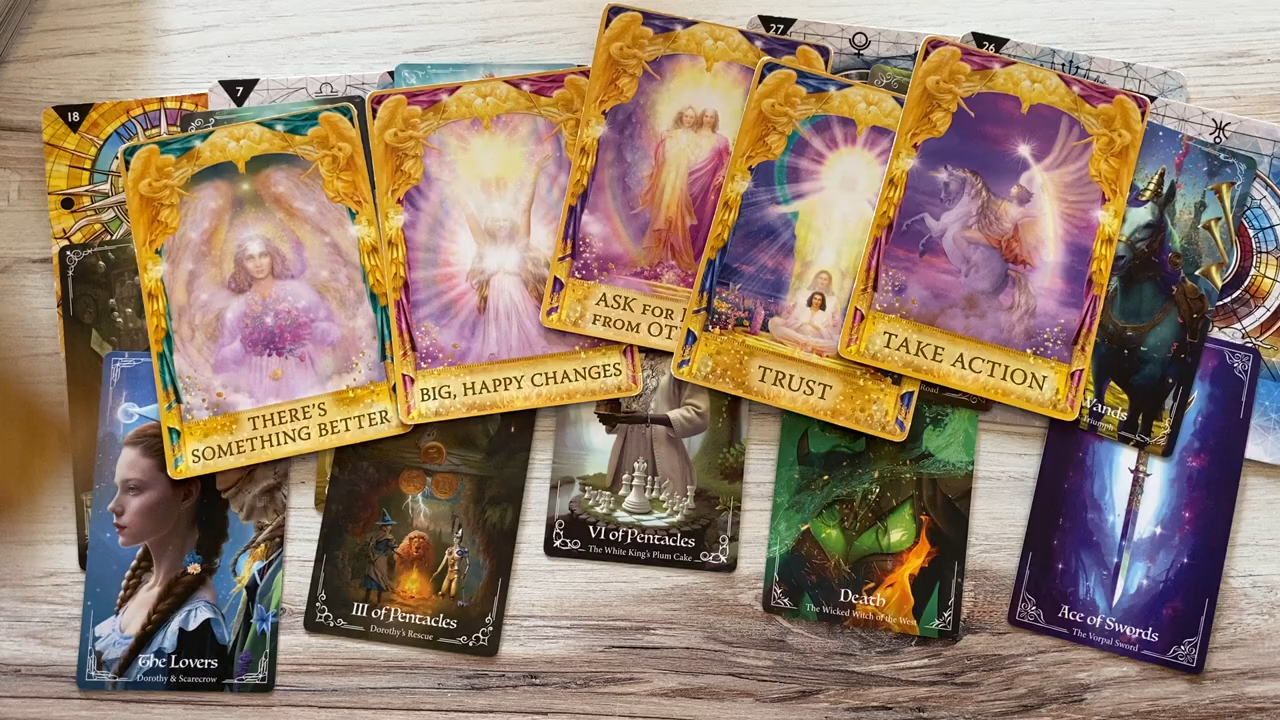 18
7
27
26
THERE'S
SOMETHING BETTER
BIG, HAPPY CHANGES
ASK FOR
FROM
TRUST
TAKE ACTION
Road
Wands
Triumph
The Lovers
Dorothy & Scarecrow
III of Pentacles
Dorothy's Rescue
VI of Pentacles
The White King's Plum Cake
Death
The Wicked Witch of the West
Ace of Swords
The Vorpal Sword